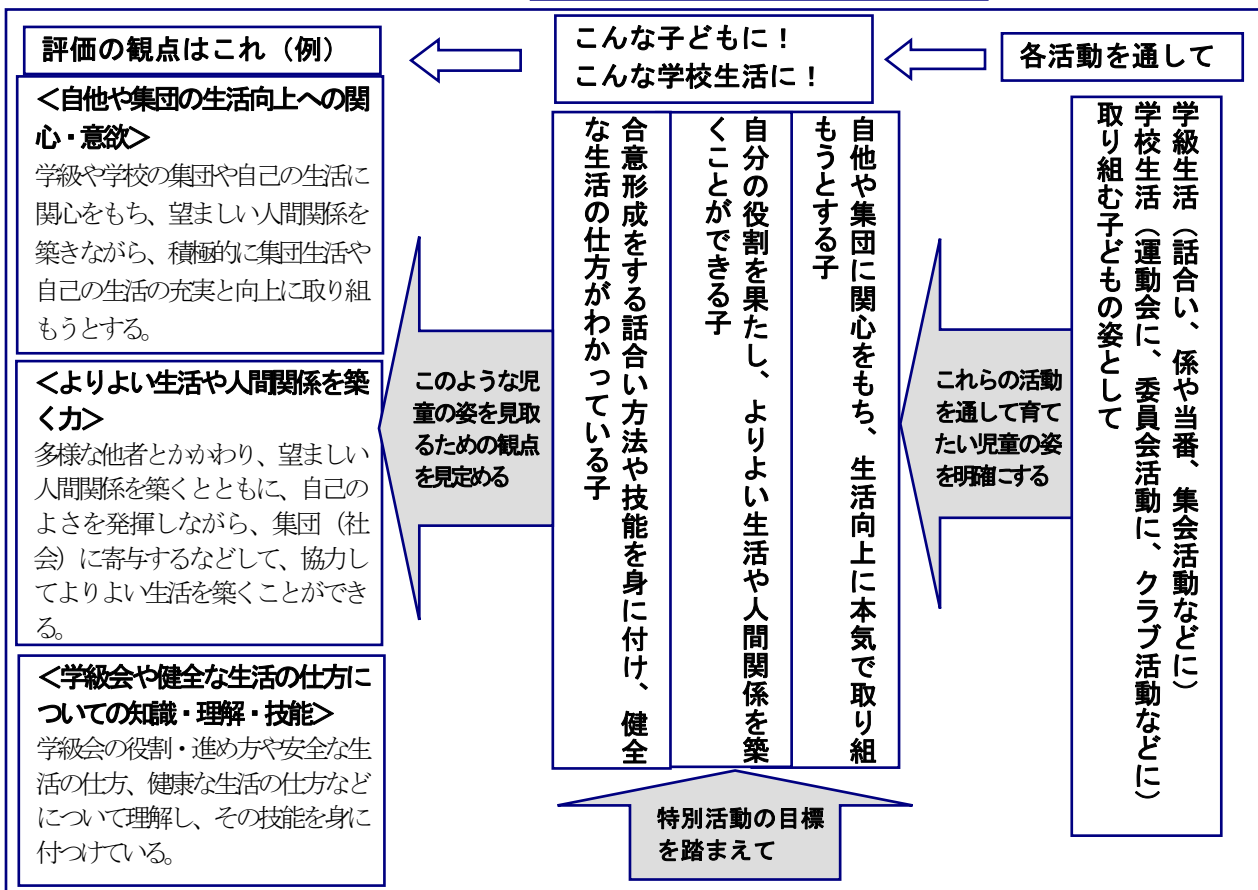 評価の観点はこれ（例）
こんな子どもに！
こんな学校生活に！
各活動を通して
＜自他や集団の生活向上への関
心・意欲＞
学級や学校の集団や自己の生活に
関心をもち、望ましい人間関係を
築きながら、積極的に集団生活や
自己の生活の充実と向上に取り組
もうとする。
＜よりよい生活や人間関係を築
く力＞
多様な他者とかかわり、望ましい
人間関係を築くとともに、自己の
よさを発揮しながら、集団（社
会）に寄与するなどして、協力し
てよりよい生活を築くことができ
る。
＜学級会や健全な生活の仕方に
ついての知識・理解・技能＞
学級会の役割・進め方や安全な生
活の仕方、健康な生活の仕方など
について理解し、その技能を身に
付つけている。
このような児
童の姿を見取
るための観点
を見定める
自他や集団に関心をもち、生活向上に本気で取り組
もうとする子
自分の役割を果たし、よりよい生活や人間関係を築
くことができる子
合意形成をする話合い方法や技能を身に付け、健全
な生活の仕方がわかっている子
これらの活動
を通して育て
たい児童の姿
を明確にする
学級生活（話合い、係や当番、集会活動などに）
学校生活（運動会に、委員会活動に、クラブ活動などに）
取り組む子どもの姿として
特別活動の目標
を踏まえて